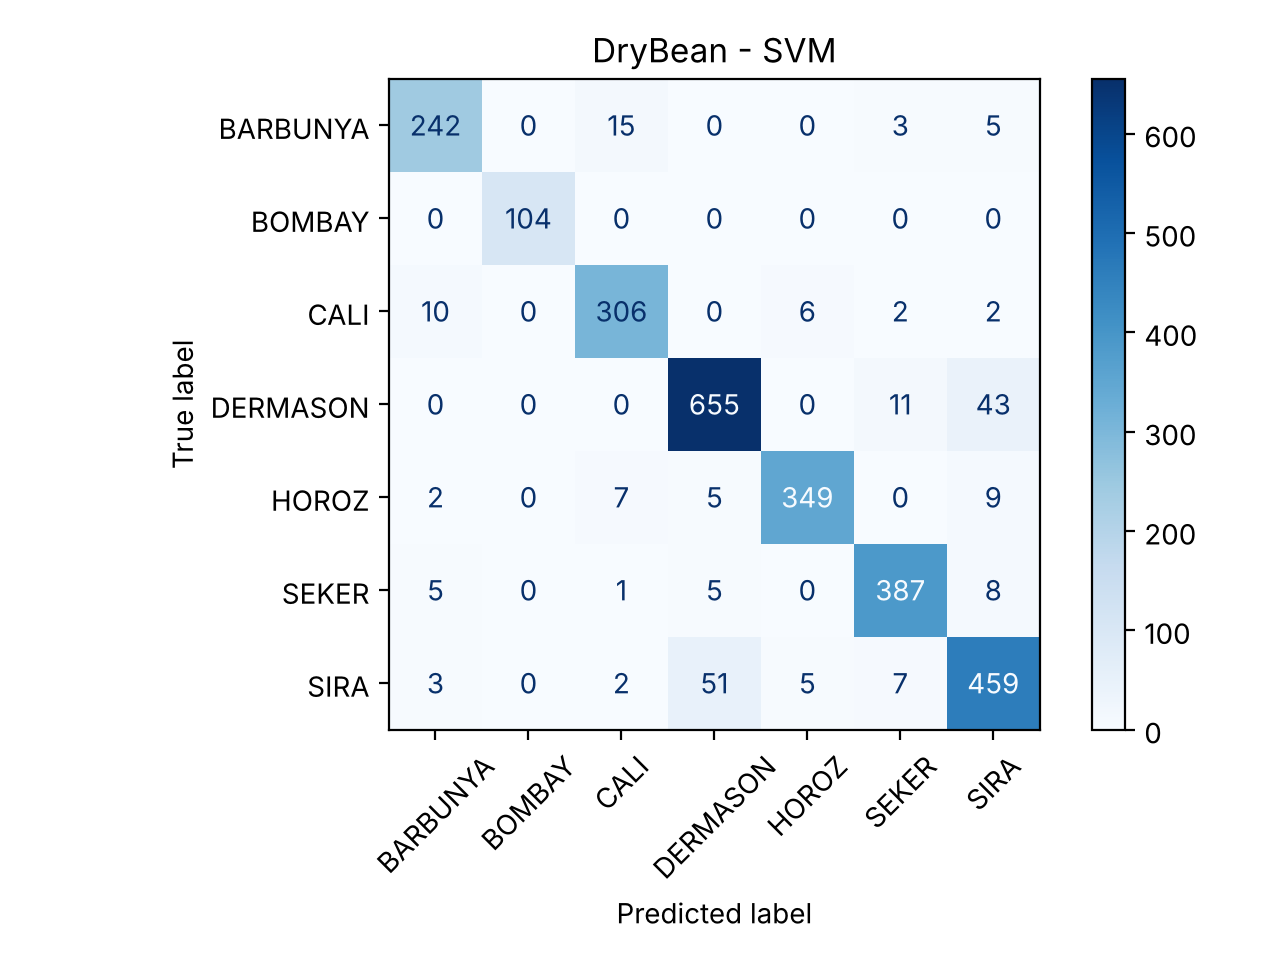 DryBean - SVM
BARBUNYA 242 0 15 0 0 3 5
BOMBAY 0 104 0 0 0 0 0
CALI 10 0 306 0 6 2 2
DERMASON 0 0 0 655 0 11 43
HOROZ 2 0 7 5 349 0 9
SEKER 5 0 1 5 0 387 8
SIRA 3 0 2 51 5 7 459
True label
BARBUNYA BOMBAY CALI DERMASON HOROZ SEKER SIRA
Predicted label
600
500
400
300
200
100
0